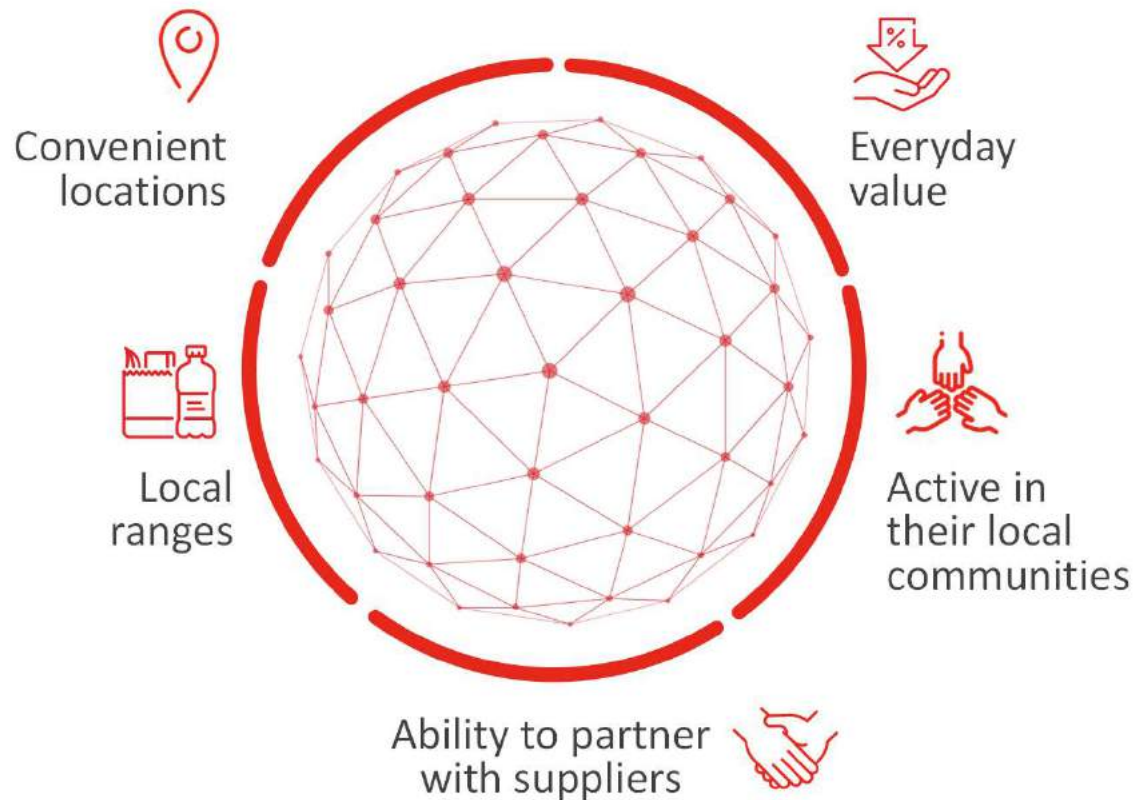 Convenient
locations
Everyday
value
Local
ranges
Active in
their local
communities
Ability to partner
with suppliers
%